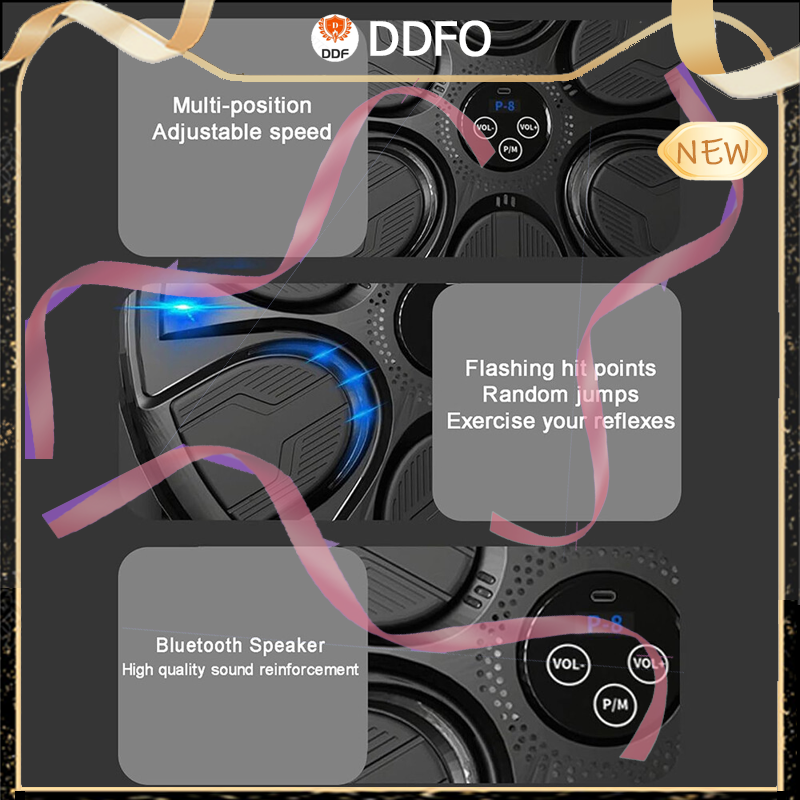 DDF
DDFO
Multi-position
Adjustable speed
P-8
VOL-
VOL+
P/M
NEW
Flashing hit points
Random jumps
Exercise your reflexes
Bluetooth Speaker
High quality sound reinforcement
P-8
VOL-
VOL+
P/M